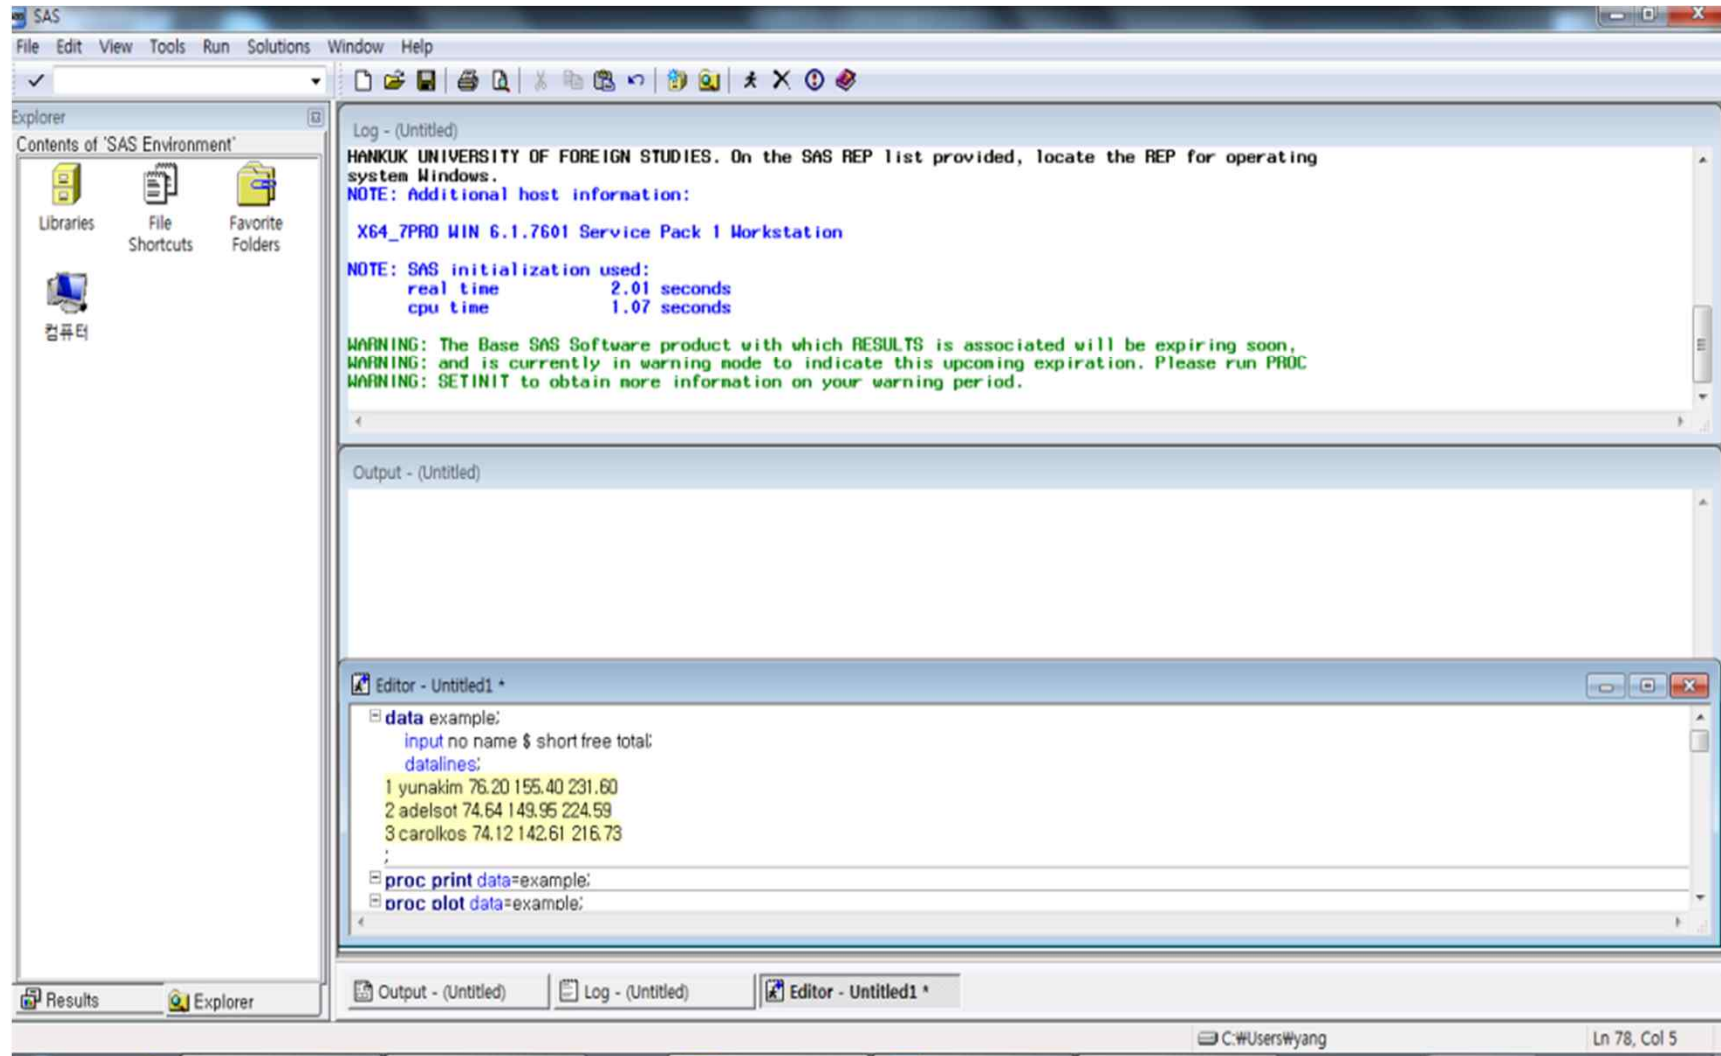 SAS
File Edit View Tools Run Solutions Window Help
Explorer
Contents of 'SAS Environment'
Libraries
File Shortcuts
Favorite Folders
컴퓨터
Log - (Untitled)
HANKUK UNIVERSITY OF FOREIGN STUDIES. On the SAS REP list provided, locate the REP for operating
system Windows.
NOTE: Additional host information:
X64_7PRO WIN 6.1.7601 Service Pack 1 Workstation
NOTE: SAS initialization used:
real time 2.01 seconds
cpu time 1.07 seconds
WARNING: The Base SAS Software product with which RESULTS is associated will be expiring soon,
WARNING: and is currently in warning mode to indicate this upcoming expiration. Please run PROC
WARNING: SETINIT to obtain more information on your warning period.
Output - (Untitled)
Editor - Untitled1 *
data example;
input no name $ short free total;
datalines;
1 yunakim 76.20 155.40 231.60
2 adelsot 74.64 149.95 224.59
3 carolkos 74.12 142.61 216.73
;
proc print data=example;
proc plot data=example;
Results
Explorer
Output - (Untitled)
Log - (Untitled)
Editor - Untitled1 *
C:₩Users₩yang
Ln 78, Col 5